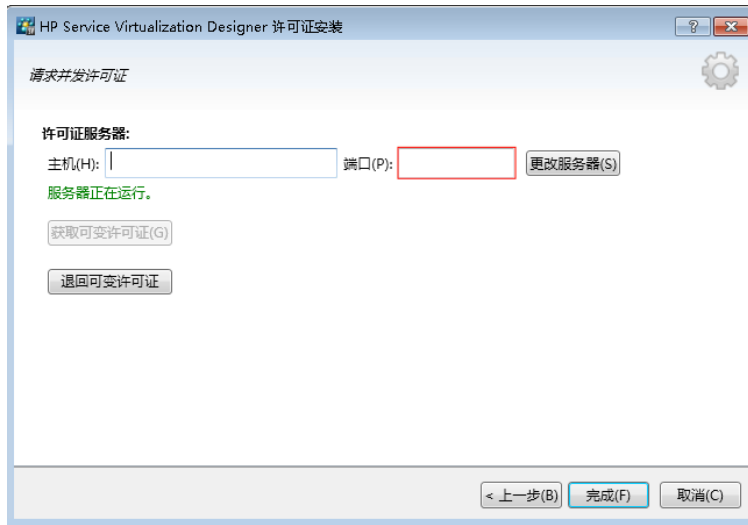 HP Service Virtualization Designer 许可证安装
请求并发许可证
许可证服务器:
主机(H): 端口(P): 更改服务器(S)
服务器正在运行。
获取可变许可证(G)
退回可变许可证
< 上一步(B) 完成(F) 取消(C)